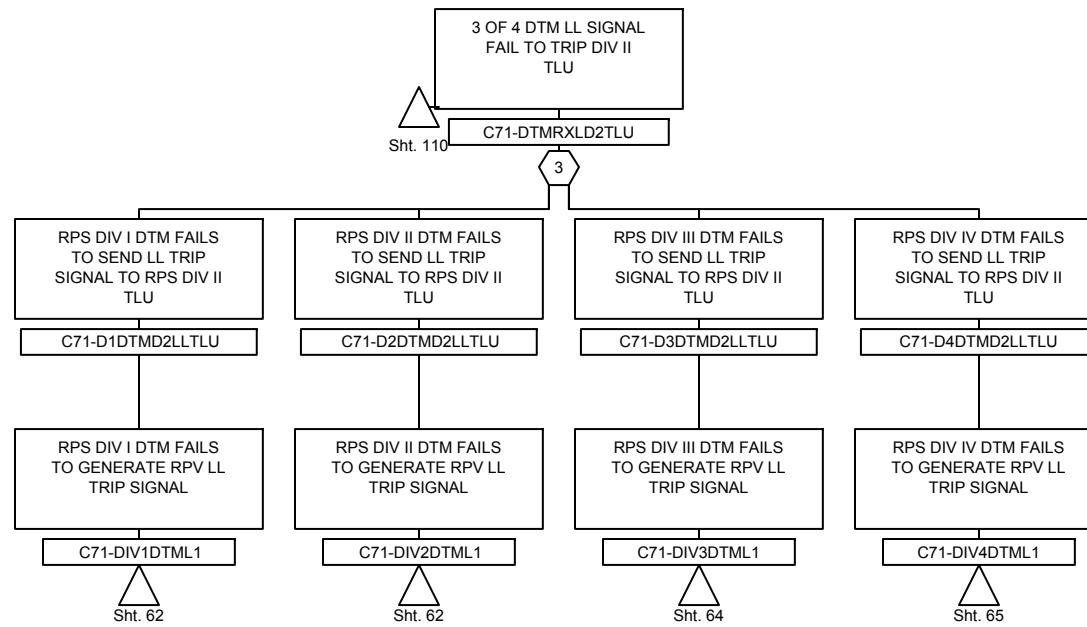 3 OF 4 DTM LL SIGNAL
FAIL TO TRIP DIV II
TLU
Sht. 110
C71-DTMRXLD2TLU
3
RPS DIV I DTM FAILS
TO SEND LL TRIP
SIGNAL TO RPS DIV II
TLU
C71-D1DTMD2LLTLU
RPS DIV II DTM FAILS
TO SEND LL TRIP
SIGNAL TO RPS DIV II
TLU
C71-D2DTMD2LLTLU
RPS DIV III DTM FAILS
TO SEND LL TRIP
SIGNAL TO RPS DIV II
TLU
C71-D3DTMD2LLTLU
RPS DIV IV DTM FAILS
TO SEND LL TRIP
SIGNAL TO RPS DIV II
TLU
C71-D4DTMD2LLTLU
RPS DIV I DTM FAILS
TO GENERATE RPV LL
TRIP SIGNAL
C71-DIV1DTML1
Sht. 62
RPS DIV II DTM FAILS
TO GENERATE RPV LL
TRIP SIGNAL
C71-DIV2DTML1
Sht. 62
RPS DIV III DTM FAILS
TO GENERATE RPV LL
TRIP SIGNAL
C71-DIV3DTML1
Sht. 64
RPS DIV IV DTM FAILS
TO GENERATE RPV LL
TRIP SIGNAL
C71-DIV4DTML1
Sht. 65